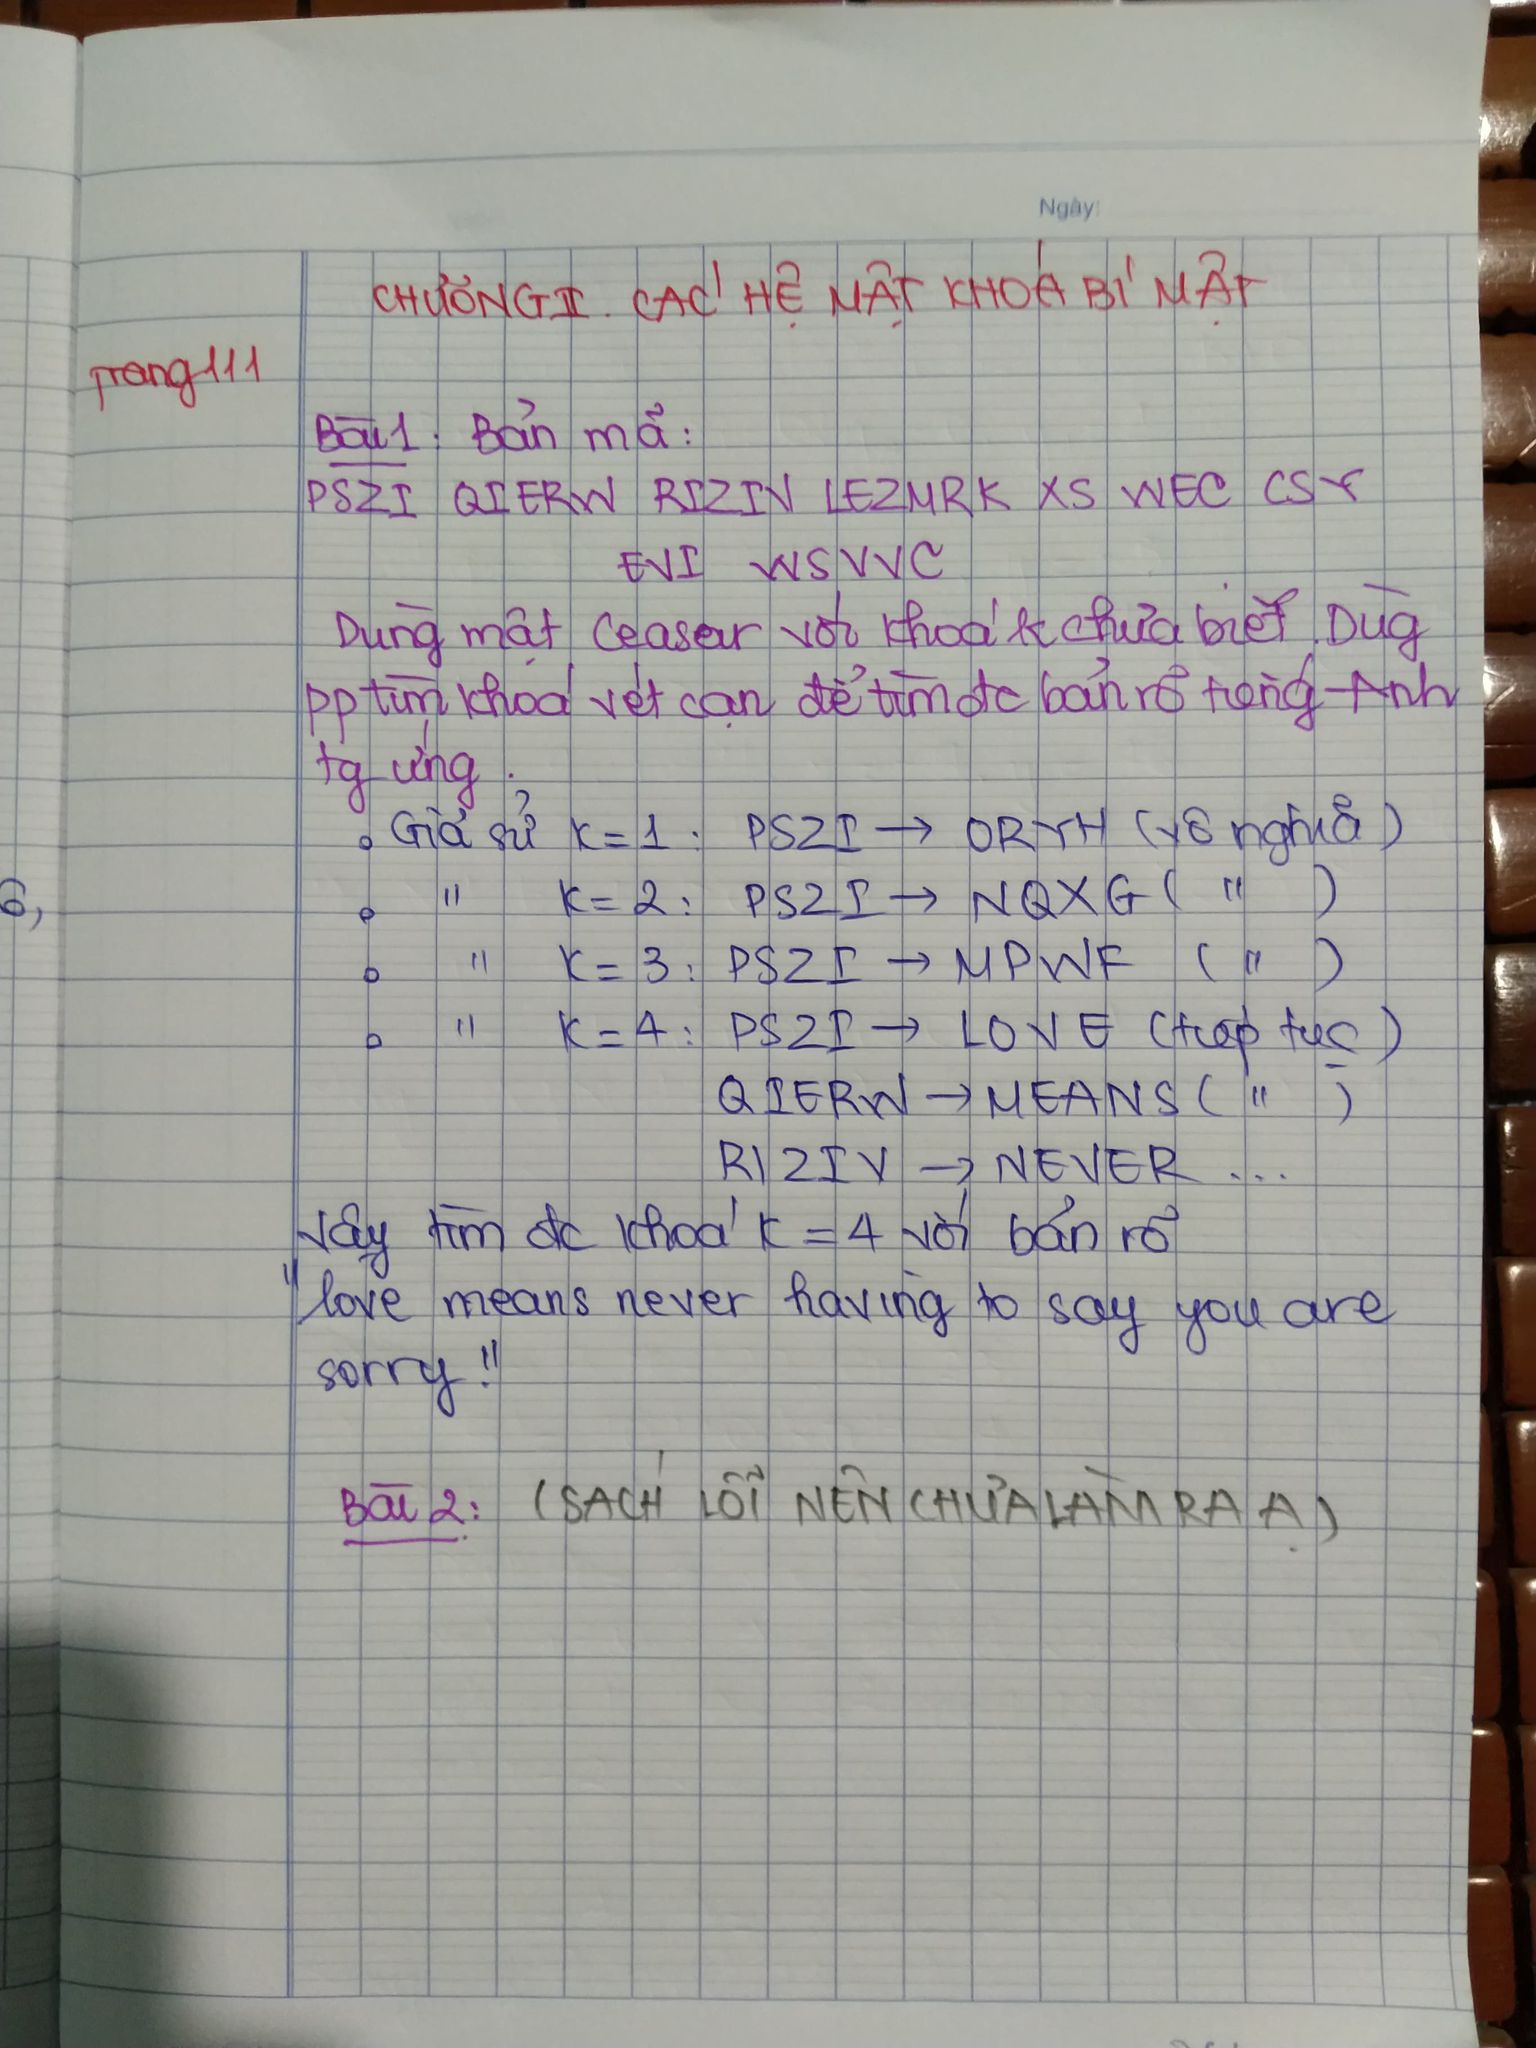 Ngày:
CHƯƠNG II. CÁC HỆ MẬT KHOÁ BÍ MẬT
Trang 111
Bài 1: Bản mã:
PSZI QIERW RIZIV LEZMRK XS WEC CSY
EVI WSVVC
Dùng mật Ceasar với khoá k chưa biết. Dùg
pp tìm khoá vét cạn để tìm đc bản rõ tiếng Anh
tg ứng.
Giả sử K = 1: PSZI → ORYH (vô nghĩa)
6,
" K = 2: PSZI → NQXG ( " )
" K = 3: PSZI → MPWF ( " )
" K = 4: PSZI → LOVE (tiếp tục)
QIERW → MEANS ( " )
RIZIV → NEVER ...
Vậy tìm đc khoá K = 4 với bản rõ
"love means never having to say you are
sorry!"
Bài 2: (SÁCH LỖI NÊN CHƯA LÀM RA Ạ)